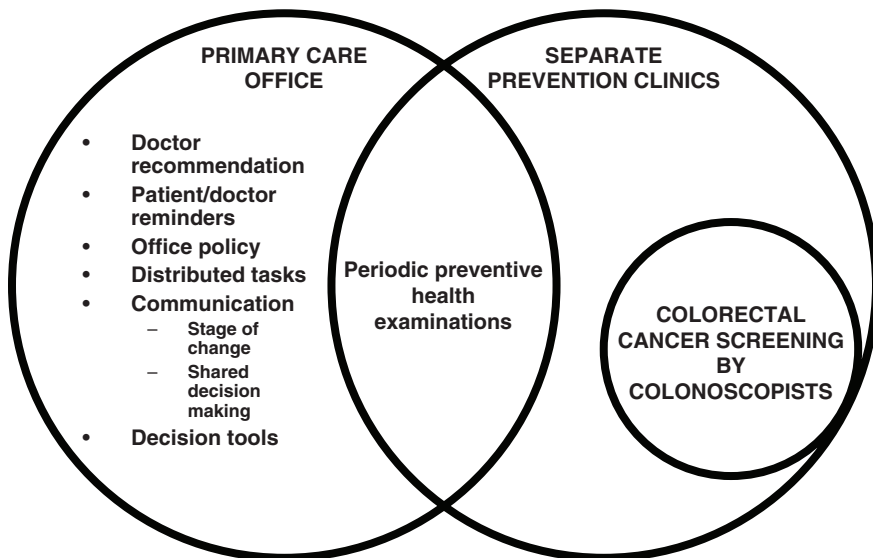 PRIMARY CARE
OFFICE
• Doctor
recommendation
• Patient/doctor
reminders
• Office policy
• Distributed tasks
• Communication
– Stage of
change
– Shared
decision
making
• Decision tools
Periodic preventive
health
examinations
SEPARATE
PREVENTION CLINICS
COLORECTAL
CANCER SCREENING
BY
COLONOSCOPISTS